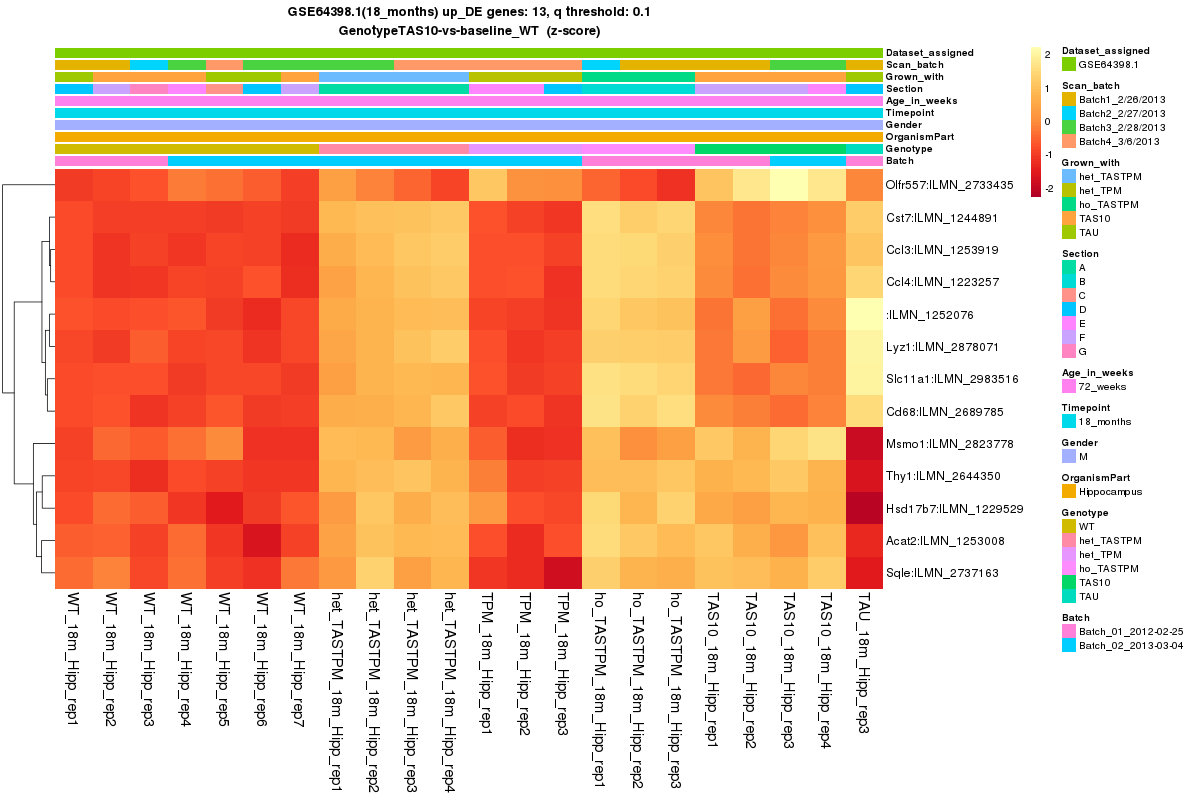 GSE64398.1(18_months) up_DE genes: 13, q threshold: 0.1
GenotypeTAS10-vs-baseline_WT (z-score)
Dataset_assigned
Scan_batch
Grown_with
Section
Age_in_weeks
Timepoint
Gender
OrganismPart
Genotype
Batch
Olfr557:ILMN_2733435
Cst7:ILMN_1244891
Ccl3:ILMN_1253919
Ccl4:ILMN_1223257
:ILMN_1252076
Lyz1:ILMN_2878071
Slc11a1:ILMN_2983516
Cd68:ILMN_2689785
Msmo1:ILMN_2823778
Thy1:ILMN_2644350
Hsd17b7:ILMN_1229529
Acat2:ILMN_1253008
Sqle:ILMN_2737163
WT_18m_Hipp_rep1
WT_18m_Hipp_rep2
WT_18m_Hipp_rep3
WT_18m_Hipp_rep4
WT_18m_Hipp_rep5
WT_18m_Hipp_rep6
WT_18m_Hipp_rep7
het_TASTPM_18m_Hipp_rep1
het_TASTPM_18m_Hipp_rep2
het_TASTPM_18m_Hipp_rep3
het_TASTPM_18m_Hipp_rep4
TPM_18m_Hipp_rep1
TPM_18m_Hipp_rep2
TPM_18m_Hipp_rep3
ho_TASTPM_18m_Hipp_rep1
ho_TASTPM_18m_Hipp_rep2
ho_TASTPM_18m_Hipp_rep3
TAS10_18m_Hipp_rep1
TAS10_18m_Hipp_rep2
TAS10_18m_Hipp_rep3
TAS10_18m_Hipp_rep4
TAU_18m_Hipp_rep3
2
1
0
-1
-2
Dataset_assigned
GSE64398.1
Scan_batch
Batch1_2/26/2013
Batch2_2/27/2013
Batch3_2/28/2013
Batch4_3/6/2013
Grown_with
het_TASTPM
het_TPM
ho_TASTPM
TAS10
TAU
Section
A
B
C
D
E
F
G
Age_in_weeks
72_weeks
Timepoint
18_months
Gender
M
OrganismPart
Hippocampus
Genotype
WT
het_TASTPM
het_TPM
ho_TASTPM
TAS10
TAU
Batch
Batch_01_2012-02-25
Batch_02_2013-03-04